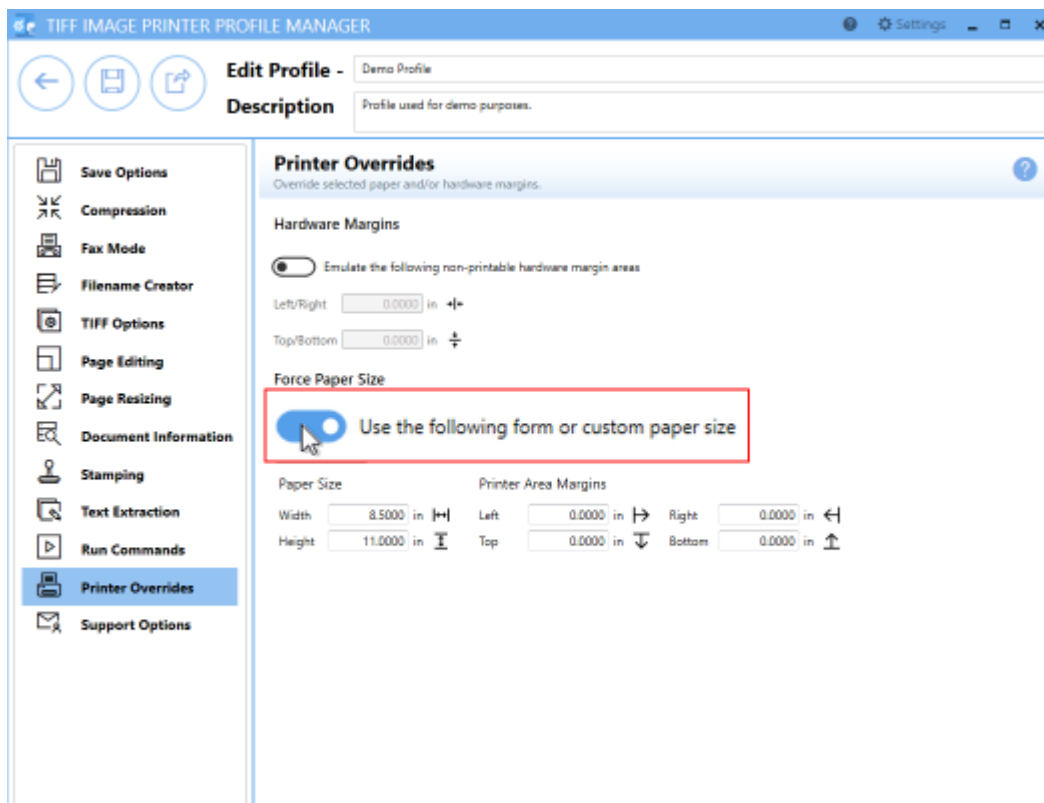 TIFF IMAGE PRINTER PROFILE MANAGER
Settings
Edit Profile - Demo Profile
Description Profile used for demo purposes.
Save Options
Compression
Fax Mode
Filename Creator
TIFF Options
Page Editing
Page Resizing
Document Information
Stamping
Text Extraction
Run Commands
Printer Overrides
Support Options
Printer Overrides
Override selected paper and/or hardware margins.
Hardware Margins
Emulate the following non-printable hardware margin areas
Left/Right 0.0000 in
Top/Bottom 0.0000 in
Force Paper Size
Use the following form or custom paper size
Paper Size Printer Area Margins
Width 8.5000 in Left 0.0000 in Right 0.0000 in
Height 11.0000 in Top 0.0000 in Bottom 0.0000 in